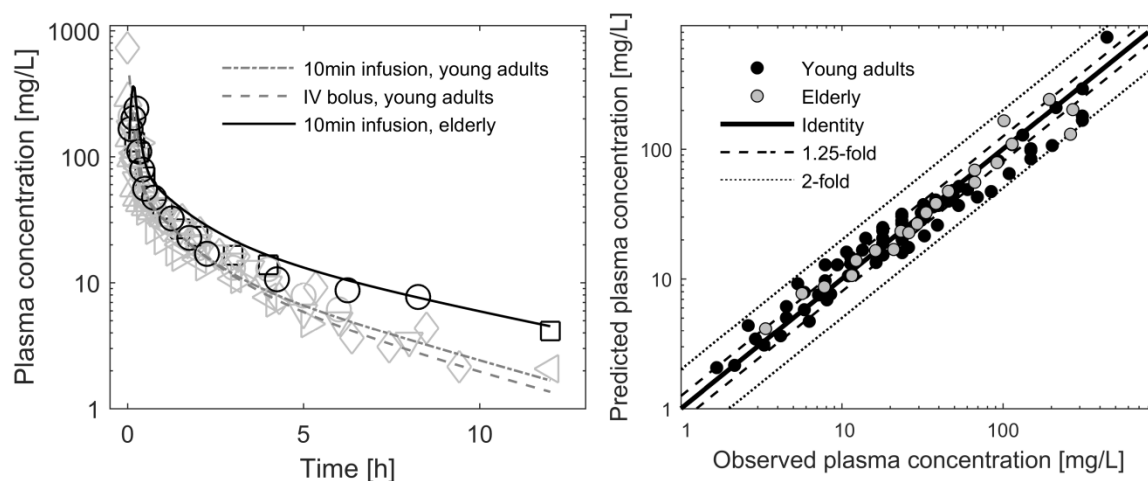 Plasma concentration [mg/L]
1000
100
10
1
10min infusion, young adults
IV bolus, young adults
10min infusion, elderly
0
5
10
Time [h]
Predicted plasma concentration [mg/L]
100
10
1
Young adults
Elderly
Identity
1.25-fold
2-fold
1
10
100
Observed plasma concentration [mg/L]